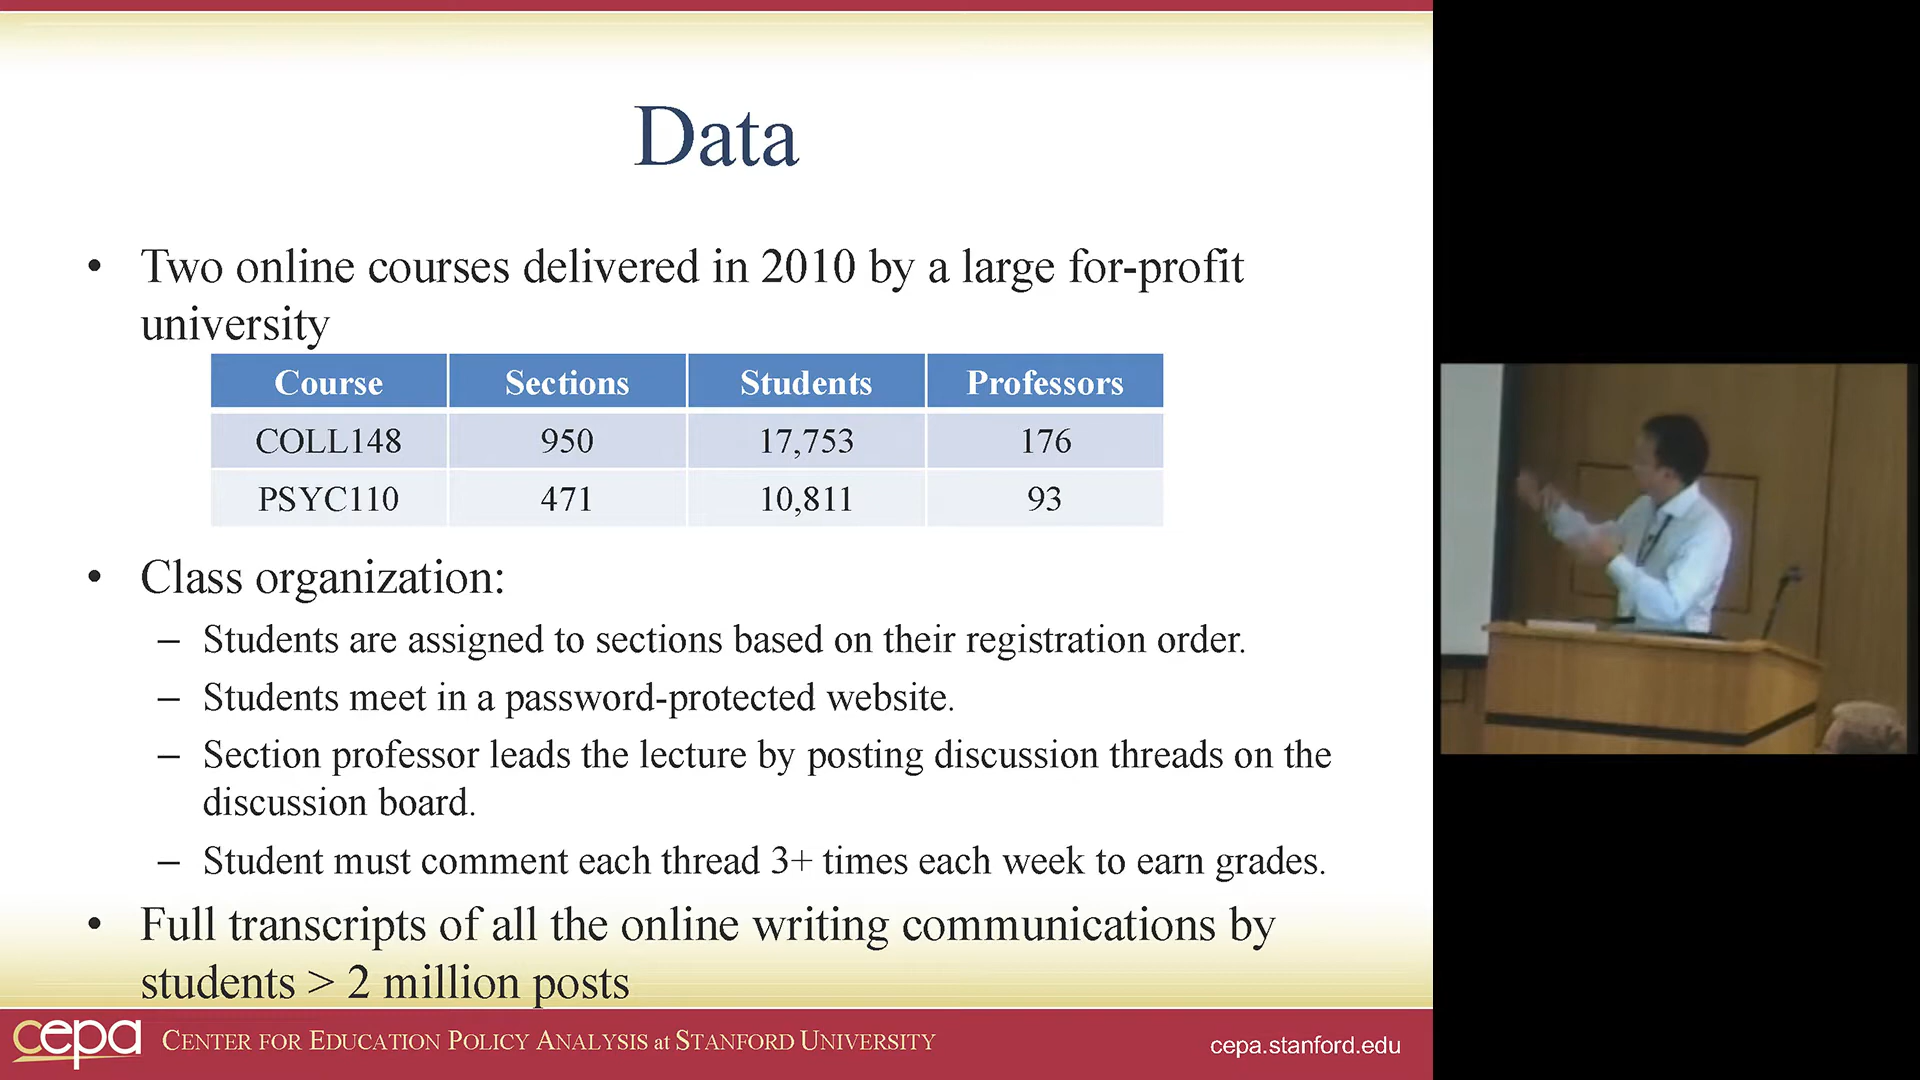 Data
• Two online courses delivered in 2010 by a large for-profit
university
Course Sections Students Professors
COLL148 950 17,753 176
PSYC110 471 10,811 93
• Class organization:
– Students are assigned to sections based on their registration order.
– Students meet in a password-protected website.
– Section professor leads the lecture by posting discussion threads on the
discussion board.
– Student must comment each thread 3+ times each week to earn grades.
• Full transcripts of all the online writing communications by
students > 2 million posts
cepa CENTER FOR EDUCATION POLICY ANALYSIS at STANFORD UNIVERSITY
cepa.stanford.edu